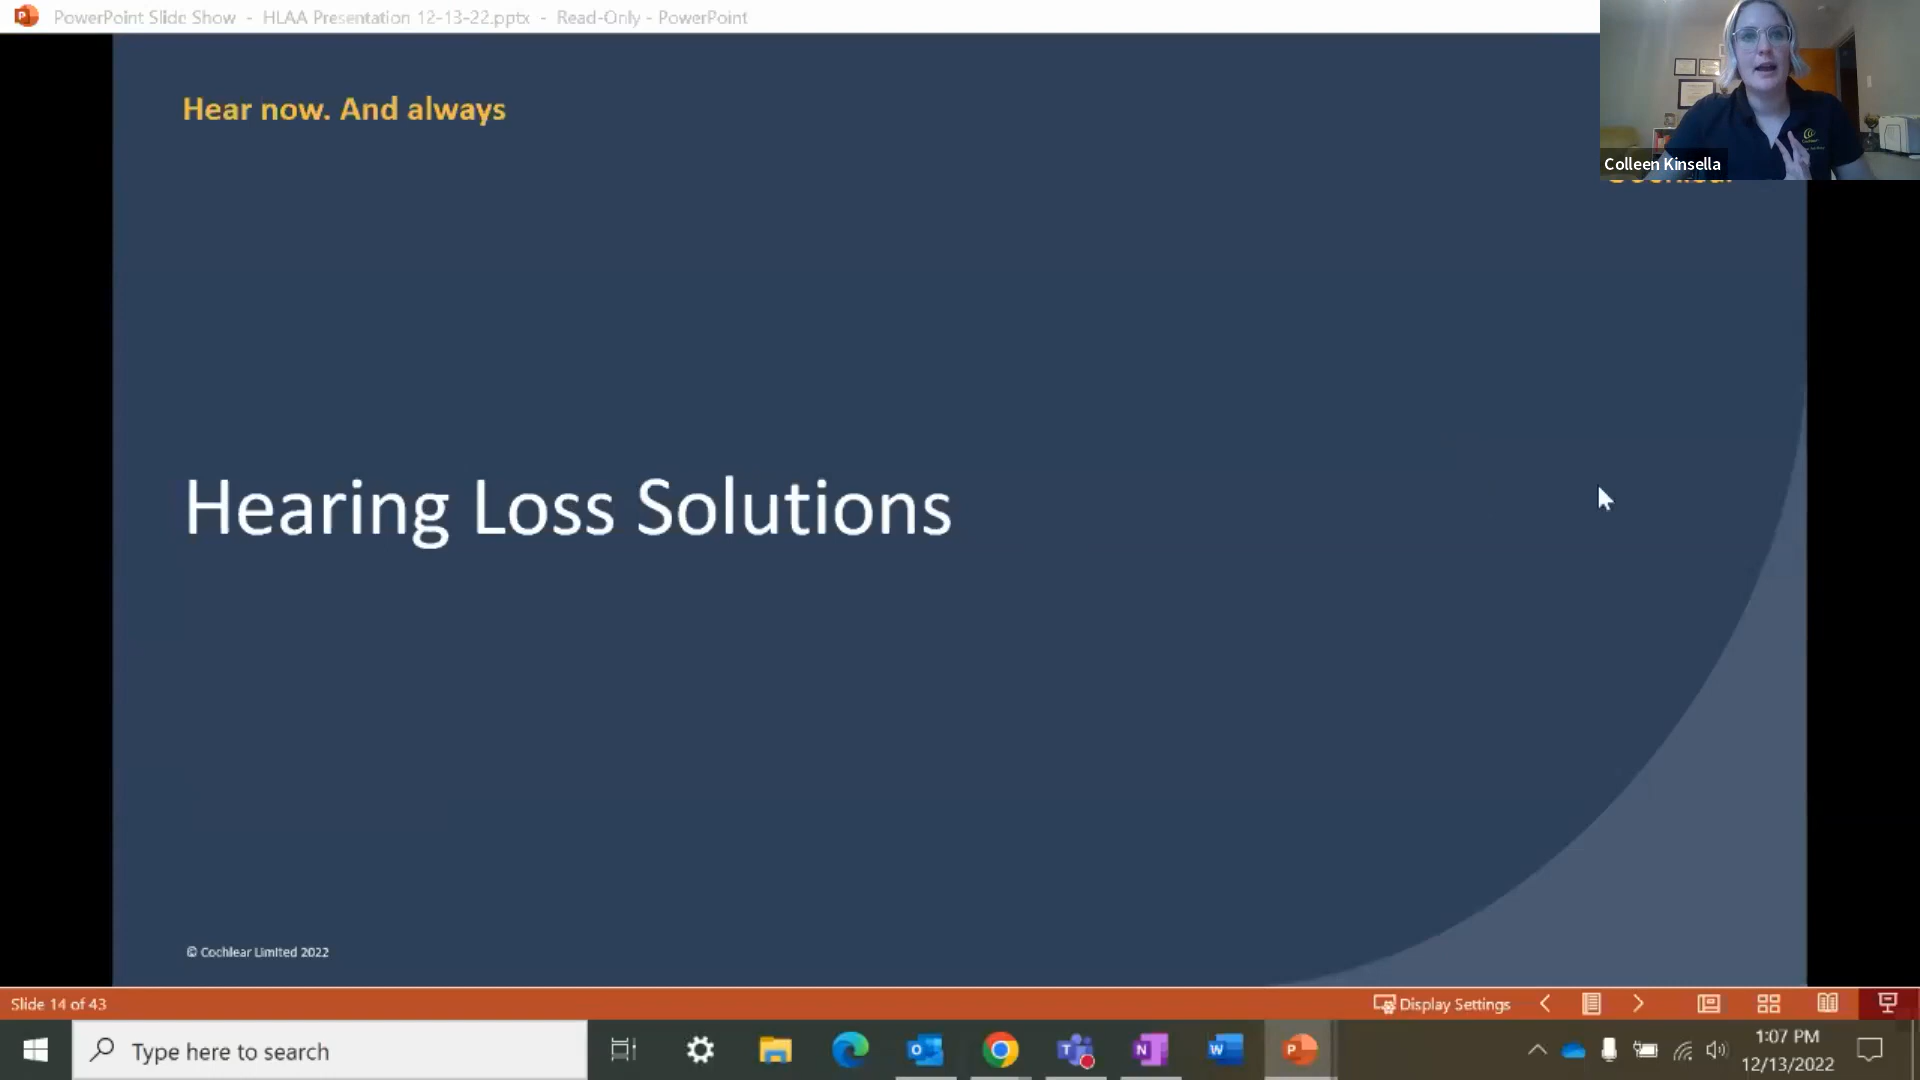 PowerPoint Slide Show - HLAA Presentation 12-13-22.pptx - Read-Only - PowerPoint
Hear now. And always
Colleen Kinsella
Hearing Loss Solutions
© Cochlear Limited 2022
Slide 14 of 43
Display Settings
Type here to search
1:07 PM
12/13/2022